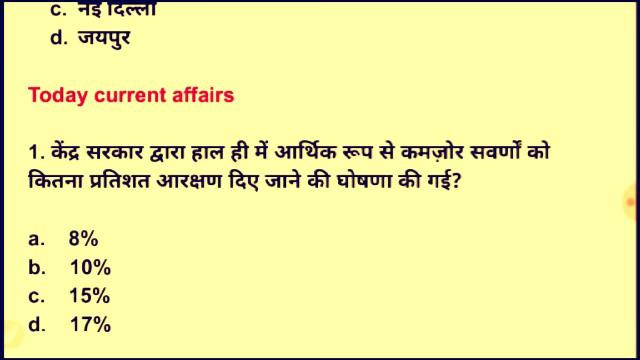 c. नई दिल्ली
d. जयपुर
Today current affairs
1. केंद्र सरकार द्वारा हाल ही में आर्थिक रूप से कमज़ोर सवर्णों को
कितना प्रतिशत आरक्षण दिए जाने की घोषणा की गई?
a. 8%
b. 10%
c. 15%
d. 17%